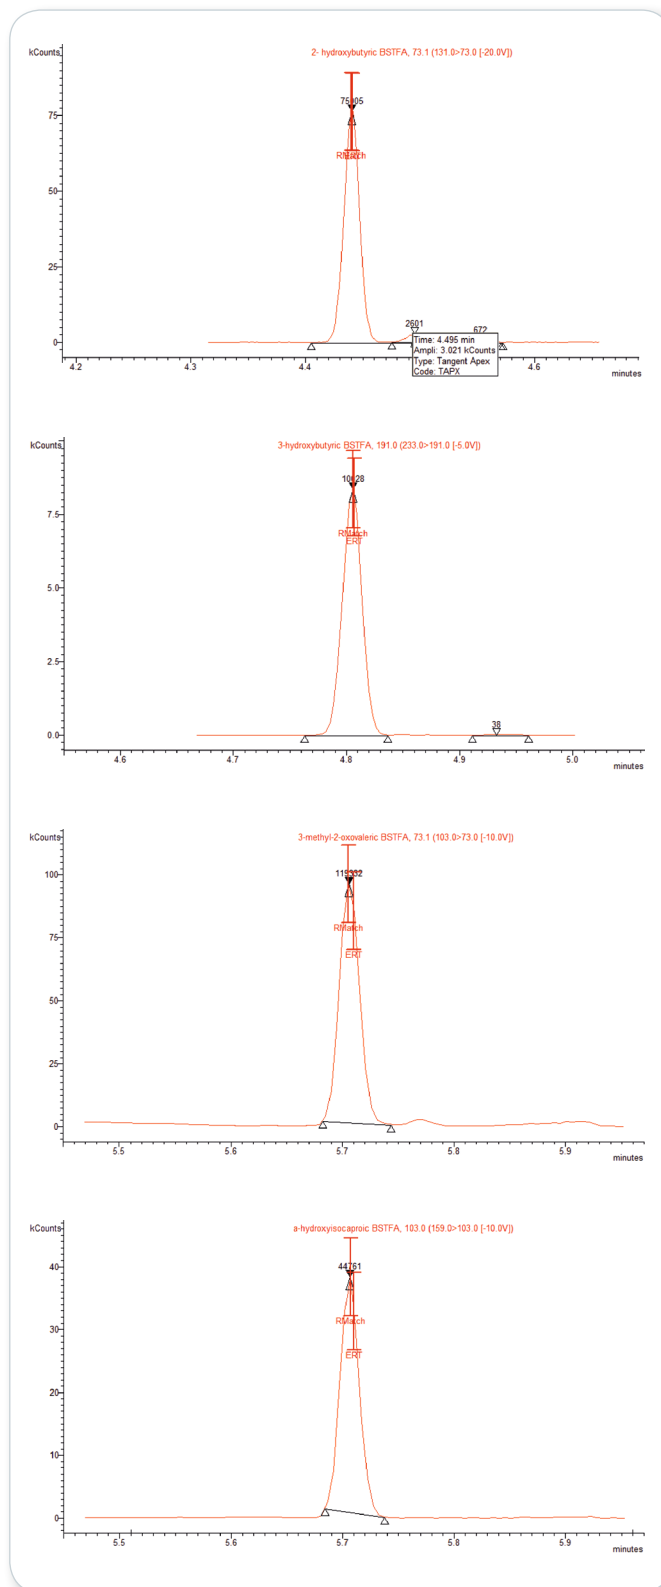 kCounts
2- hydroxybutyric BSTFA, 73.1 (131.0>73.0 [-20.0V])
75
50
25
0
RMatch
2601
672
Time: 4.495 min
Ampli: 3.021 kCounts
Type: Tangent Apex
Code: TAPX
4.2
4.3
4.4
4.6
minutes
kCounts
3-hydroxybutyric BSTFA, 191.0 (233.0>191.0 [-5.0V])
7.5
5.0
2.5
0.0
RMatch
ERT
38
4.6
4.7
4.8
4.9
5.0
minutes
kCounts
3-methyl-2-oxovaleric BSTFA, 73.1 (103.0>73.0 [-10.0V])
100
75
50
25
0
RMatch
ERT
5.5
5.6
5.7
5.8
5.9
minutes
kCounts
a-hydroxyisocaproic BSTFA, 103.0 (159.0>103.0 [-10.0V])
44761
40
30
20
10
0
RMatch
ERT
5.5
5.6
5.7
5.8
5.9
minutes